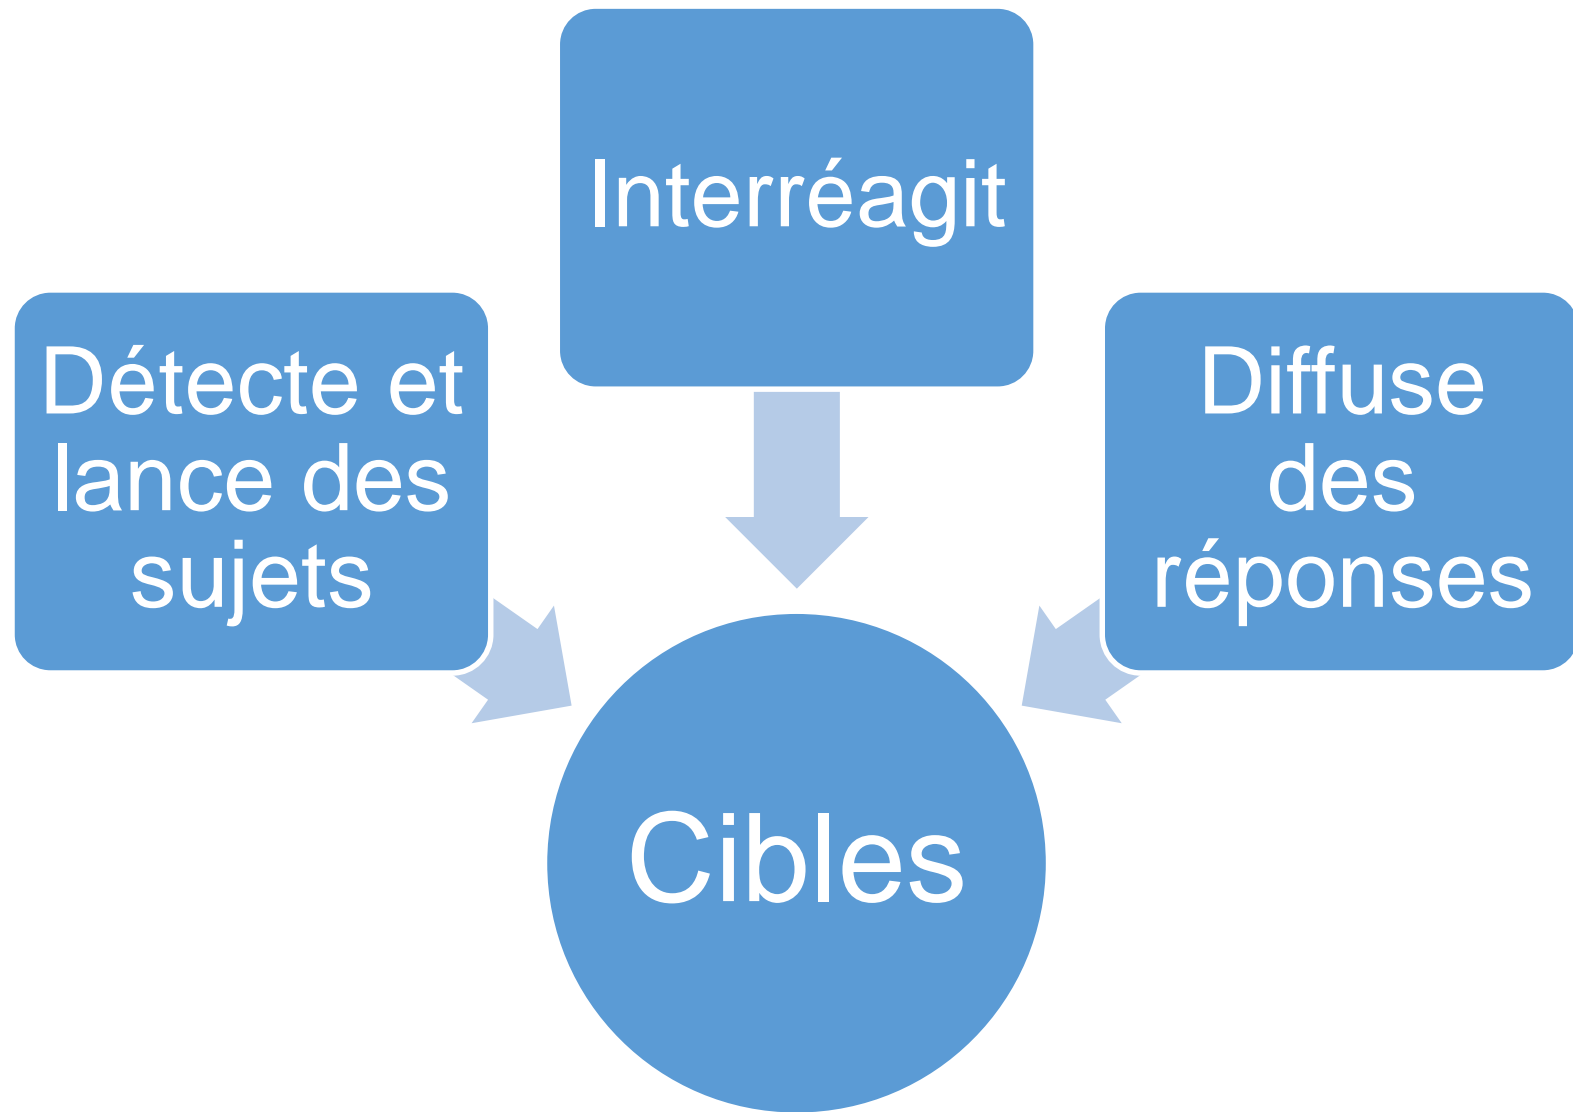 Interréagit
Détecte et
lance des
sujets
Diffuse
des
réponses
Cibles